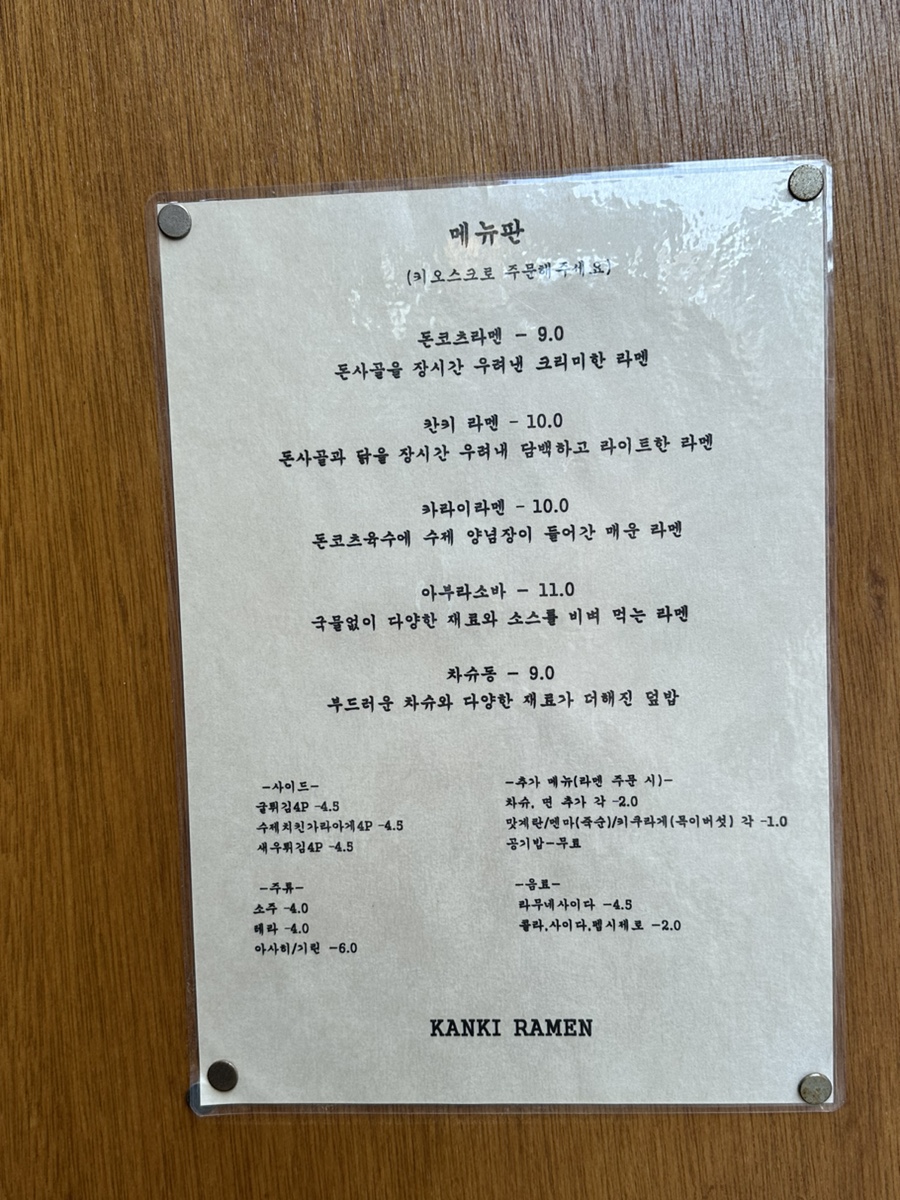 메뉴판
(키오스크로 주문해주세요)
돈코츠라멘 - 9.0
돈사골을 장시간 우려낸 크리미한 라멘
칸키 라멘 - 10.0
돈사골과 닭을 장시간 우려내 담백하고 라이트한 라멘
카라이라멘 - 10.0
돈코츠육수에 수제 양념장이 들어간 매운 라멘
아부라소바 - 11.0
국물없이 다양한 재료와 소스를 비벼 먹는 라멘
차슈동 - 9.0
부드러운 차슈와 다양한 재료가 더해진 덮밥
-사이드-
굴튀김4P -4.5
수제치킨가라아게4P -4.5
새우튀김4P -4.5
-주류-
소주 -4.0
테라 -4.0
아사히/기린 -6.0
-추가 메뉴(라멘 주문 시)-
차슈, 면 추가 각 -2.0
맛계란/멘마(죽순)/키쿠라게(목이버섯) 각 -1.0
공기밥-무료
-음료-
라무네사이다 -4.5
콜라,사이다,펩시제로 -2.0
KANKI RAMEN